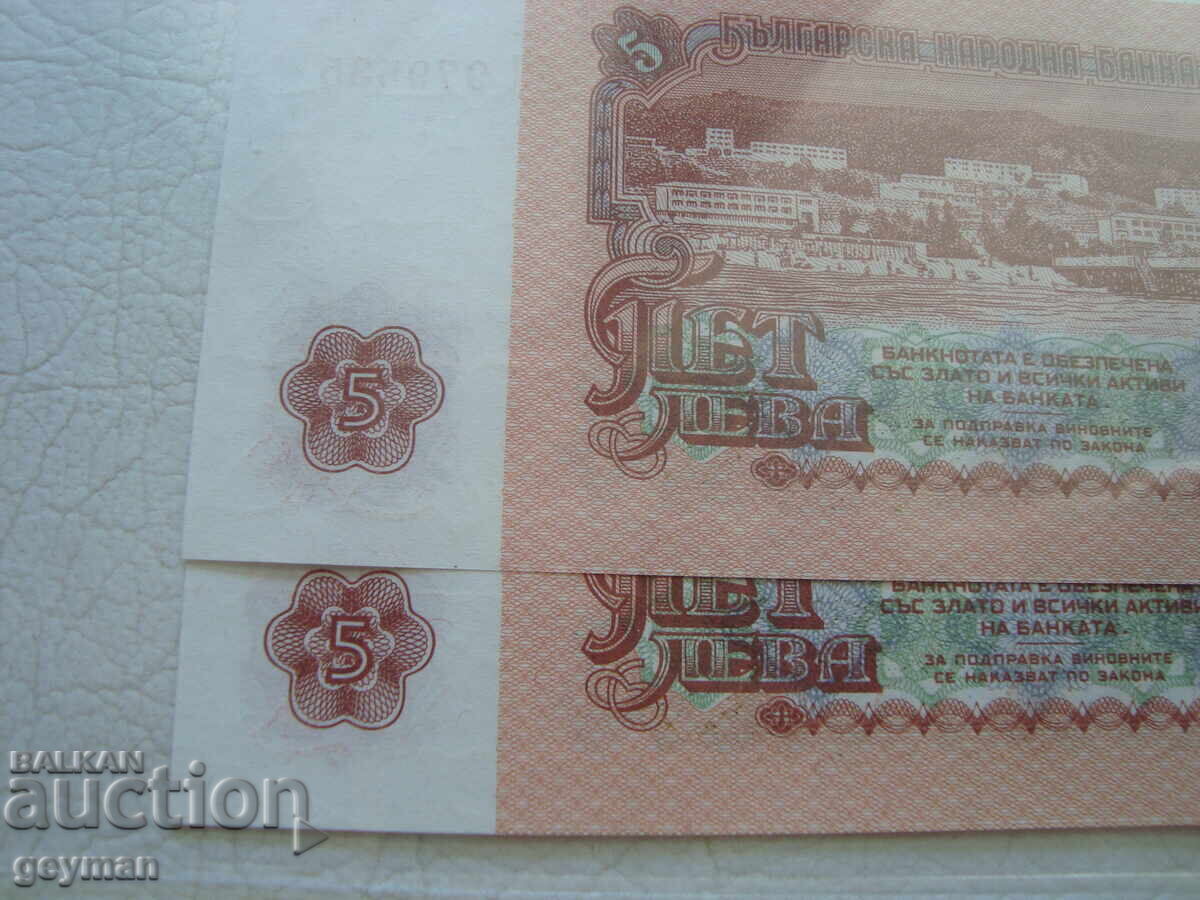 5
БЪЛГАРСКА НАРОДНА БАНКА
ПЕТ
ЛЕВА
БАНКНОТАТА Е ОБЕЗПЕЧЕНА
СЪС ЗЛАТО И ВСИЧКИ АКТИВИ
НА БАНКАТА.
ЗА ПОДПРАВКА ВИНОВНИТЕ
СЕ НАКАЗВАТ ПО ЗАКОНА
5
ПЕТ
ЛЕВА
БАНКНОТАТА Е ОБЕЗПЕЧЕНА
СЪС ЗЛАТО И ВСИЧКИ АКТИВИ
НА БАНКАТА.
ЗА ПОДПРАВКА ВИНОВНИТЕ
СЕ НАКАЗВАТ ПО ЗАКОНА
5
BALKAN
auction
geyman